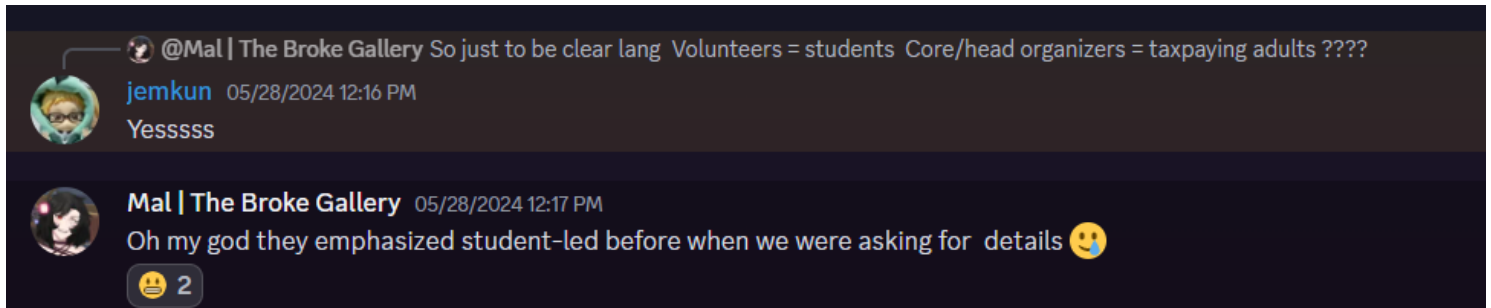 @Mal | The Broke Gallery So just to be clear lang Volunteers = students Core/head organizers = taxpaying adults ????
jemkun 05/28/2024 12:16 PM
Yesssss
Mal | The Broke Gallery 05/28/2024 12:17 PM
Oh my god they emphasized student-led before when we were asking for details 🥲
😬 2